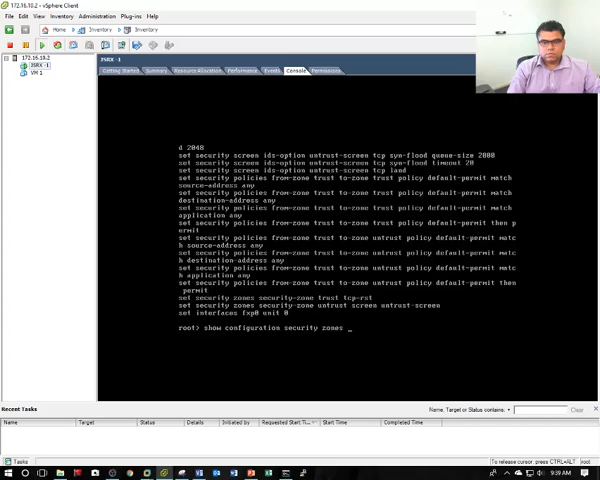 172.16.10.2 - vSphere Client
File Edit View Inventory Administration Plug-ins Help
Home Inventory Inventory
172.16.10.2
JSRX -1
VM 1
JSRX -1
Getting Started Summary Resource Allocation Performance Events Console Permissions
d 2048
set security screen ids-option untrust-screen tcp syn-flood queue-size 2000
set security screen ids-option untrust-screen tcp syn-flood timeout 20
set security screen ids-option untrust-screen tcp land
set security policies from-zone trust to-zone trust policy default-permit match
source-address any
set security policies from-zone trust to-zone trust policy default-permit match
destination-address any
set security policies from-zone trust to-zone trust policy default-permit match
application any
set security policies from-zone trust to-zone trust policy default-permit then p
ermit
set security policies from-zone trust to-zone untrust policy default-permit matc
h source-address any
set security policies from-zone trust to-zone untrust policy default-permit matc
h destination-address any
set security policies from-zone trust to-zone untrust policy default-permit matc
h application any
set security policies from-zone trust to-zone untrust policy default-permit then
permit
set security zones security-zone trust tcp-rst
set security zones security-zone untrust screen untrust-screen
set interfaces fxp0 unit 0
root> show configuration security zones _
Recent Tasks
Name, Target or Status contains: Clear
Name Target Status Details Initiated by Requested Start Ti... Start Time Completed Time
Tasks
To release cursor, press CTRL+ALT root
9:39 AM